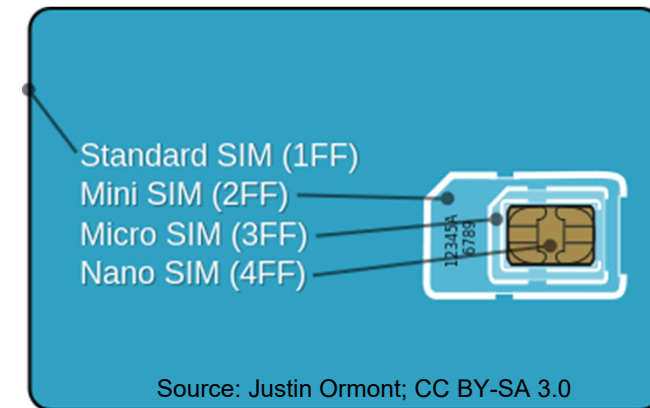 Standard SIM (1FF)
Mini SIM (2FF)
Micro SIM (3FF)
Nano SIM (4FF)
12345A
6789
Source: Justin Ormont; CC BY-SA 3.0